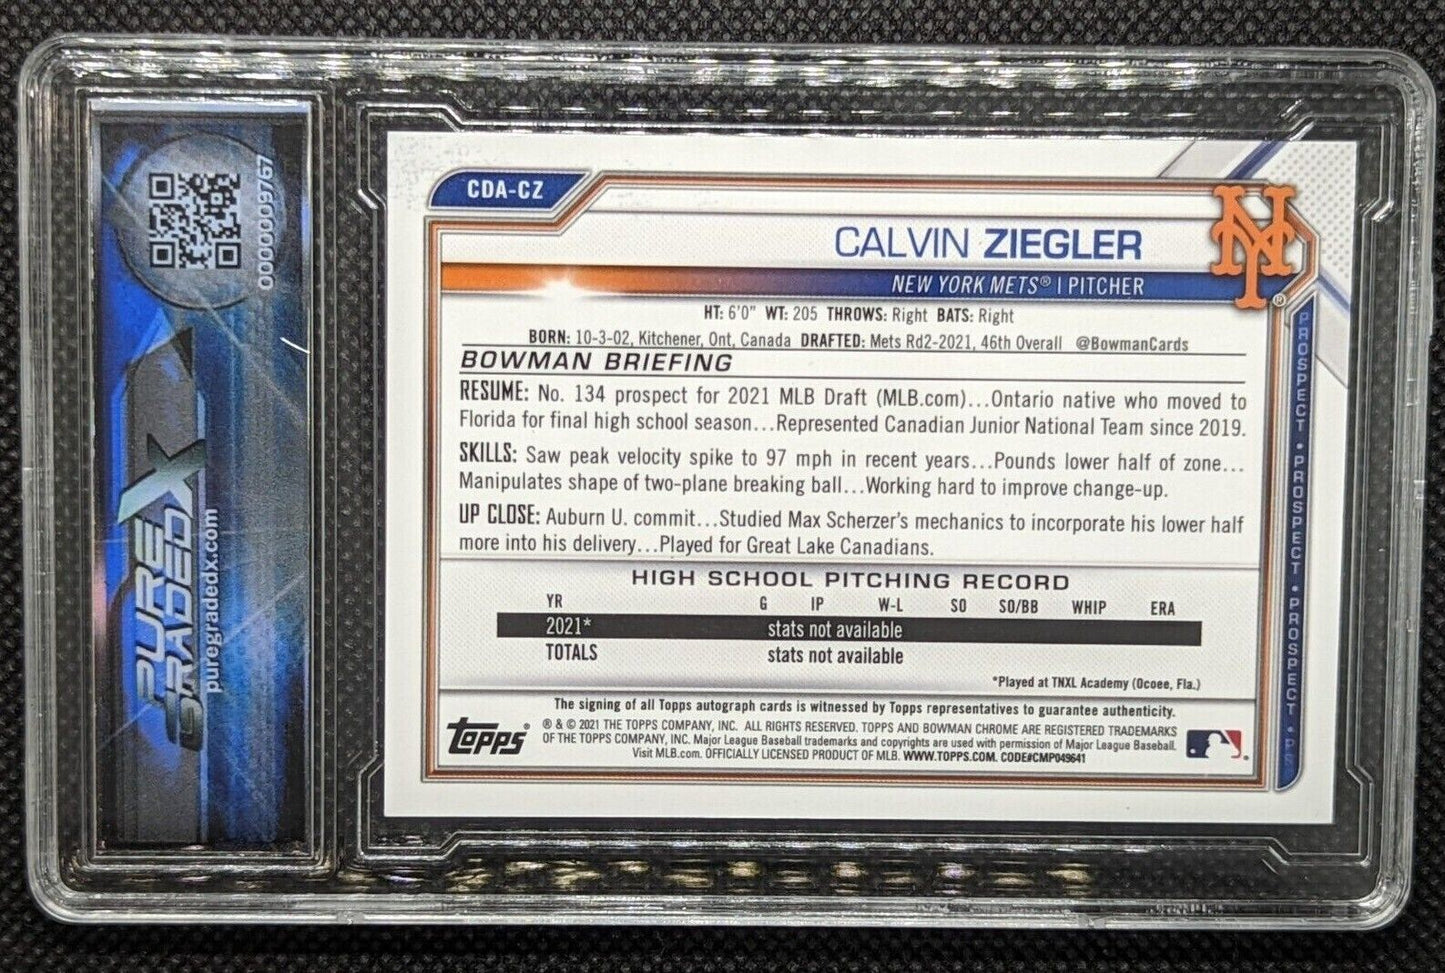 0000009767
PURE
GRADEDX
puregradedx.com
CDA-CZ
NY
CALVIN ZIEGLER
NEW YORK METS® | PITCHER
HT: 6'0" WT: 205 THROWS: Right BATS: Right
BORN: 10-3-02, Kitchener, Ont, Canada DRAFTED: Mets Rd2-2021, 46th Overall @BowmanCards
BOWMAN BRIEFING
RESUME: No. 134 prospect for 2021 MLB Draft (MLB.com)...Ontario native who moved to
Florida for final high school season...Represented Canadian Junior National Team since 2019.
SKILLS: Saw peak velocity spike to 97 mph in recent years...Pounds lower half of zone...
Manipulates shape of two-plane breaking ball...Working hard to improve change-up.
UP CLOSE: Auburn U. commit...Studied Max Scherzer's mechanics to incorporate his lower half
more into his delivery...Played for Great Lake Canadians.
HIGH SCHOOL PITCHING RECORD
YR G IP W-L SO SO/BB WHIP ERA
2021* stats not available
TOTALS stats not available
*Played at TNXL Academy (Ocoee, Fla.)
The signing of all Topps autograph cards is witnessed by Topps representatives to guarantee authenticity.
Topps®
® & © 2021 THE TOPPS COMPANY, INC. ALL RIGHTS RESERVED. TOPPS AND BOWMAN CHROME ARE REGISTERED TRADEMARKS
OF THE TOPPS COMPANY, INC. Major League Baseball trademarks and copyrights are used with permission of Major League Baseball.
Visit MLB.com. OFFICIALLY LICENSED PRODUCT OF MLB. WWW.TOPPS.COM. CODE#CMP049641
PROSPECT • PROSPECT • PROSPECT • PS